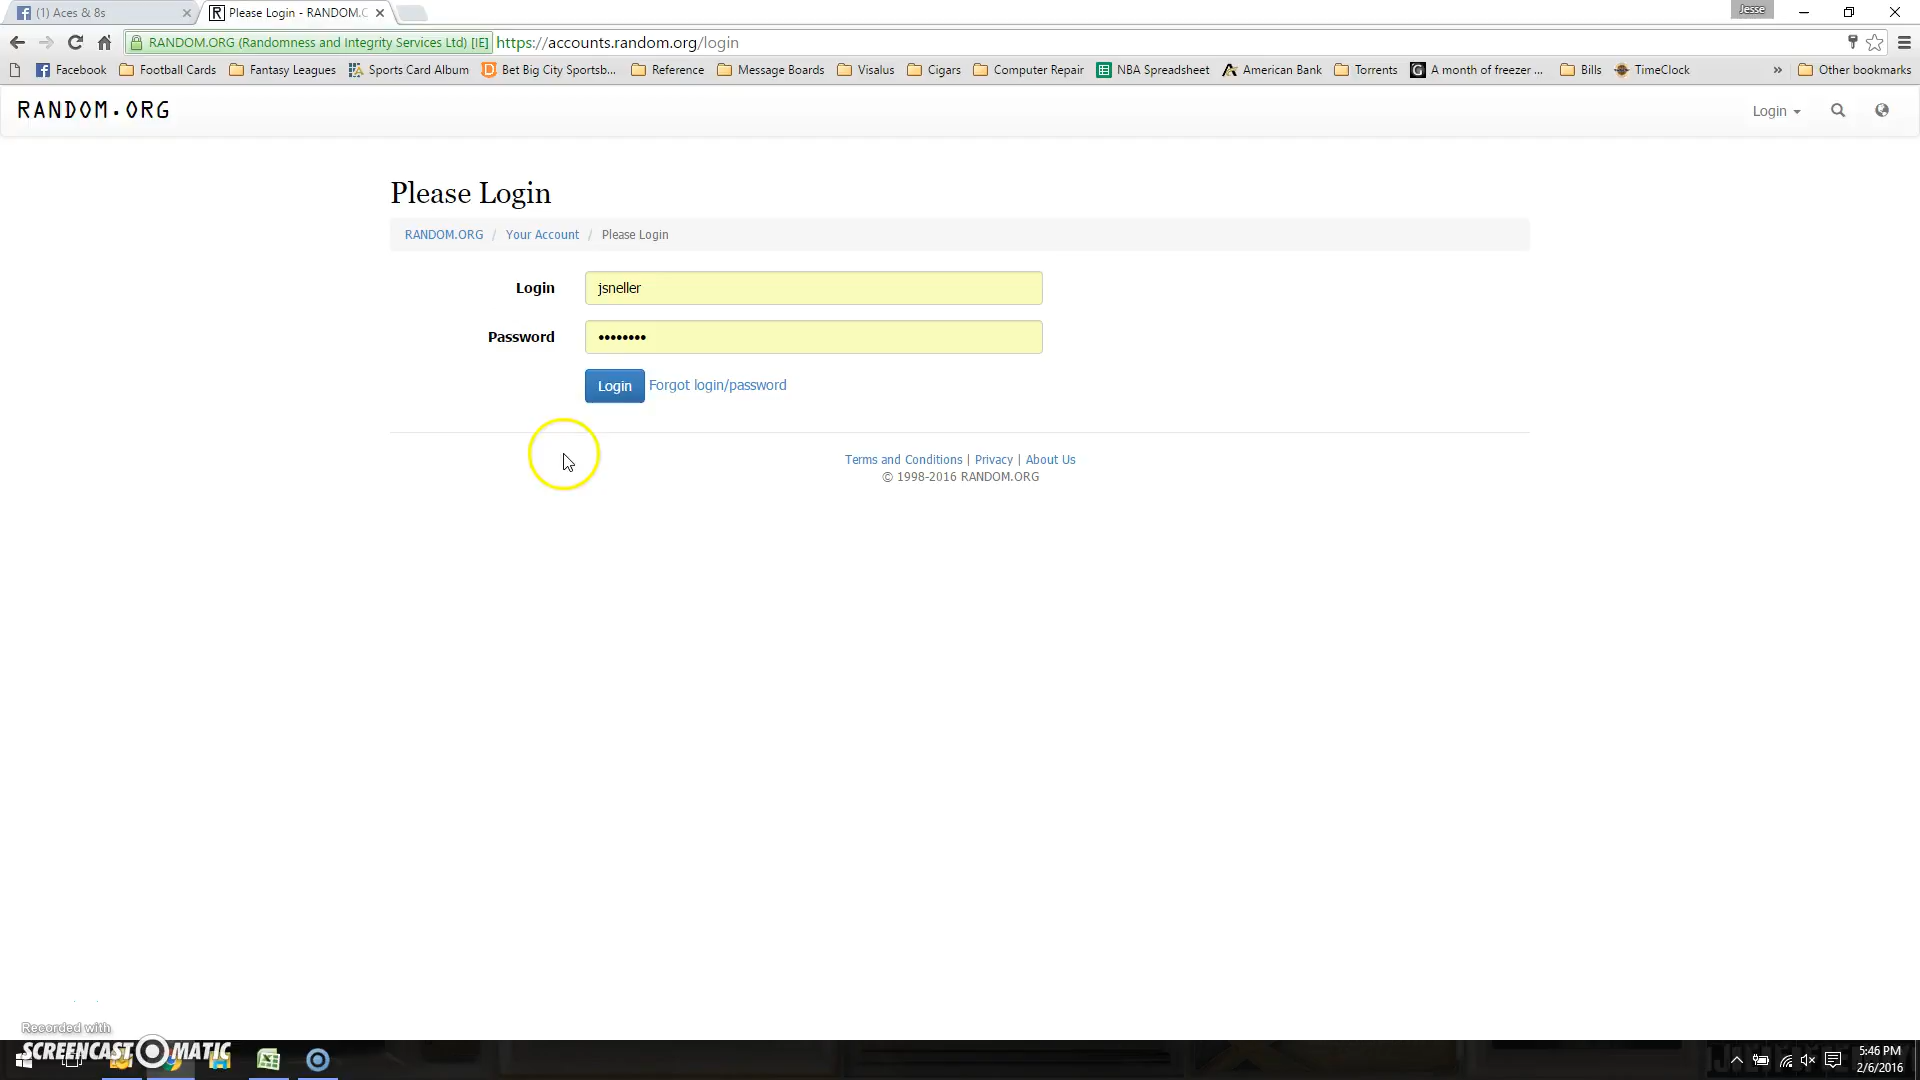 (1) Aces & 8s
Please Login - RANDOM.C
Jesse
RANDOM.ORG (Randomness and Integrity Services Ltd) [IE] https://accounts.random.org/login
Facebook Football Cards Fantasy Leagues Sports Card Album Bet Big City Sportsb... Reference Message Boards Visalus Cigars Computer Repair NBA Spreadsheet American Bank Torrents A month of freezer ... Bills TimeClock » Other bookmarks
RANDOM.ORG
Login
Please Login
RANDOM.ORG / Your Account / Please Login
Login jsneller
Password ••••••••
Login Forgot login/password
Terms and Conditions | Privacy | About Us
© 1998-2016 RANDOM.ORG
Recorded with
SCREENCAST MATIC
5:46 PM
2/6/2016